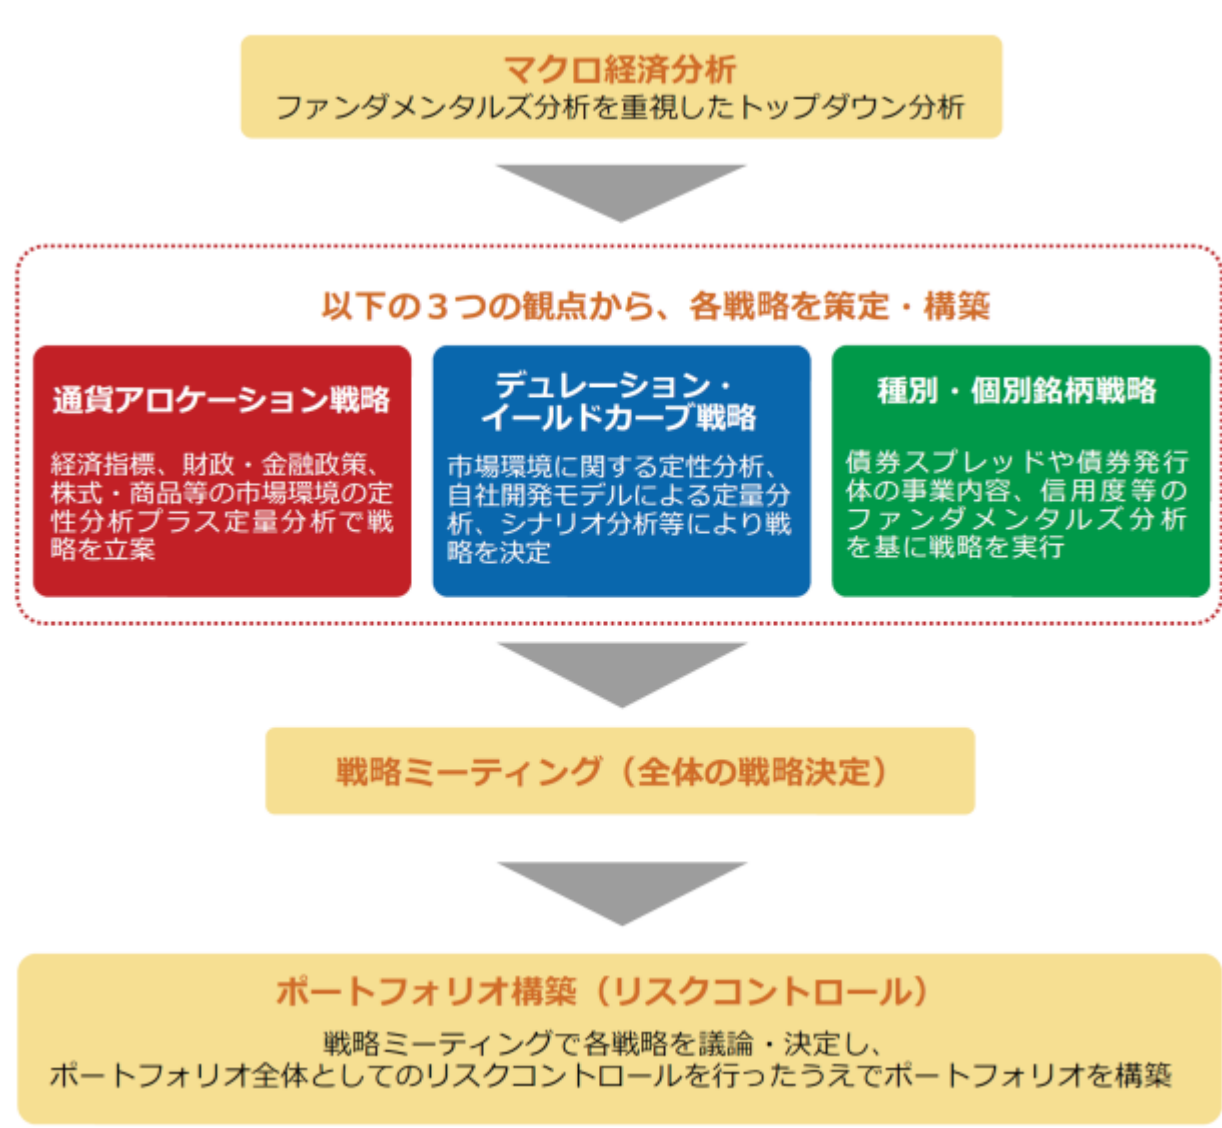 マクロ経済分析
ファンダメンタルズ分析を重視したトップダウン分析
以下の３つの観点から、各戦略を策定・構築
通貨アロケーション戦略
経済指標、財政・金融政策、
株式・商品等の市場環境の定
性分析プラス定量分析で戦
略を立案
デュレーション・
イールドカーブ戦略
市場環境に関する定性分析、
自社開発モデルによる定量分
析、シナリオ分析等により戦
略を決定
種別・個別銘柄戦略
債券スプレッドや債券発行
体の事業内容、信用度等の
ファンダメンタルズ分析
を基に戦略を実行
戦略ミーティング（全体の戦略決定）
ポートフォリオ構築（リスクコントロール）
戦略ミーティングで各戦略を議論・決定し、
ポートフォリオ全体としてのリスクコントロールを行ったうえでポートフォリオを構築